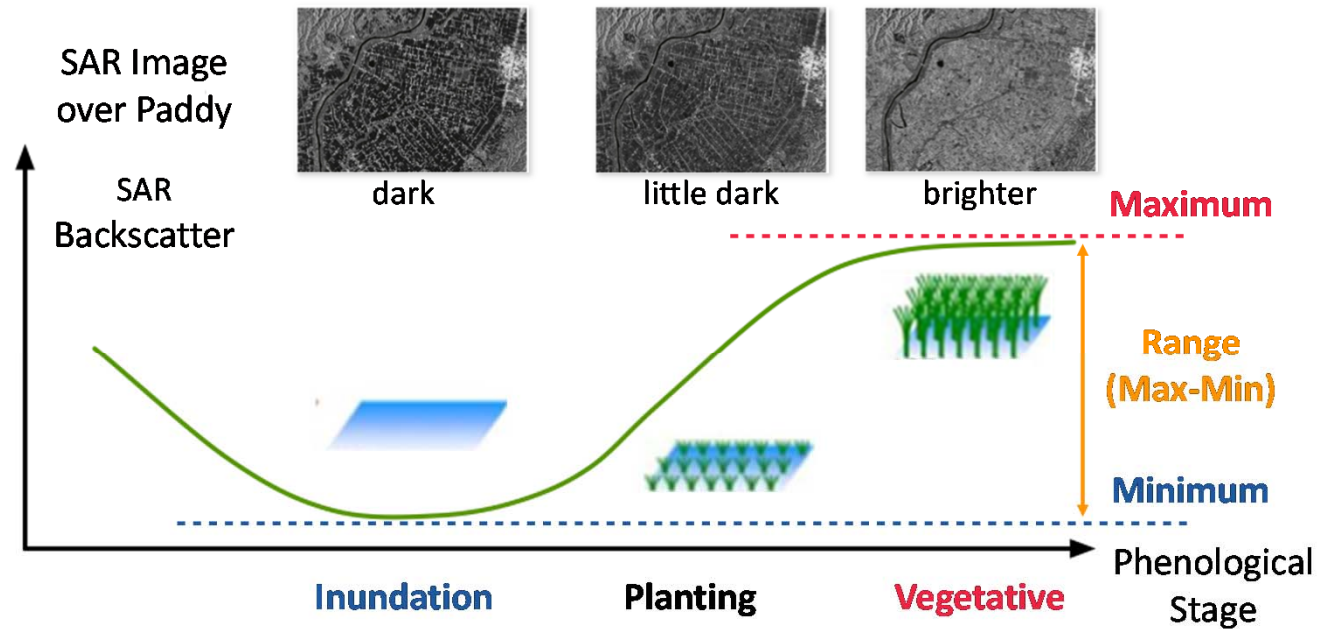 SAR Image
over Paddy
dark
little dark
brighter
SAR
Backscatter
Maximum
Range
(Max-Min)
Minimum
Inundation
Planting
Vegetative
Phenological
Stage